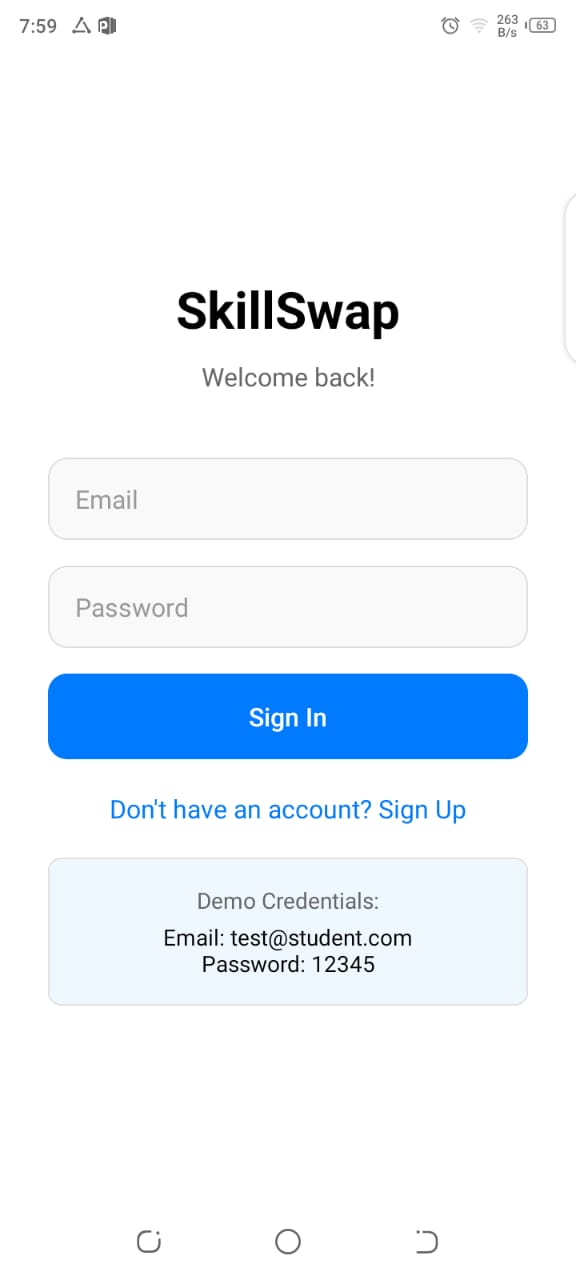 7:59
263
B/s
63
SkillSwap
Welcome back!
Email
Password
Sign In
Don't have an account? Sign Up
Demo Credentials:
Email: test@student.com
Password: 12345